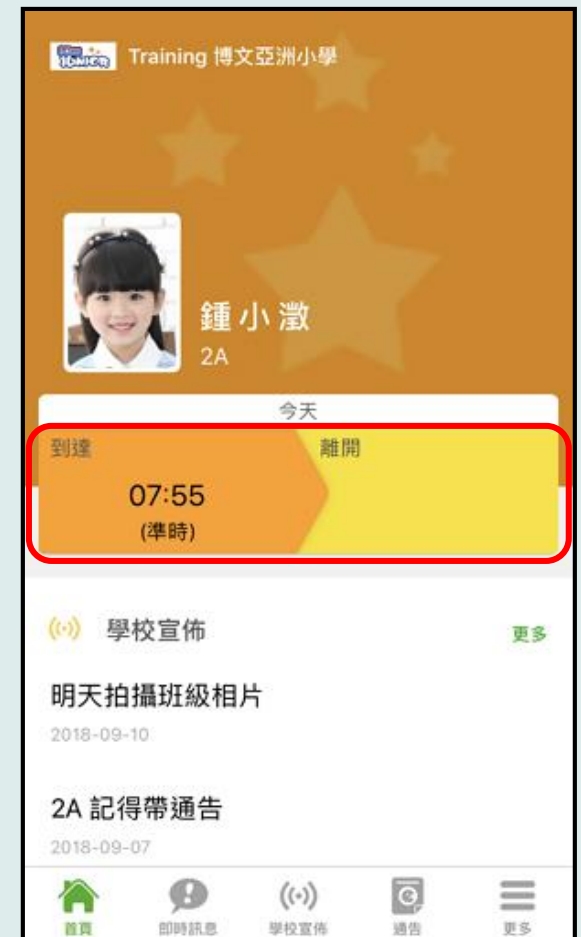 JUNIOR Training 博文亞洲小學
鍾小澂
2A
今天
到達 離開
07:55
(準時)
學校宣佈 更多
明天拍攝班級相片
2018-09-10
2A 記得帶通告
2018-09-07
首頁 即時訊息 學校宣佈 通告 更多